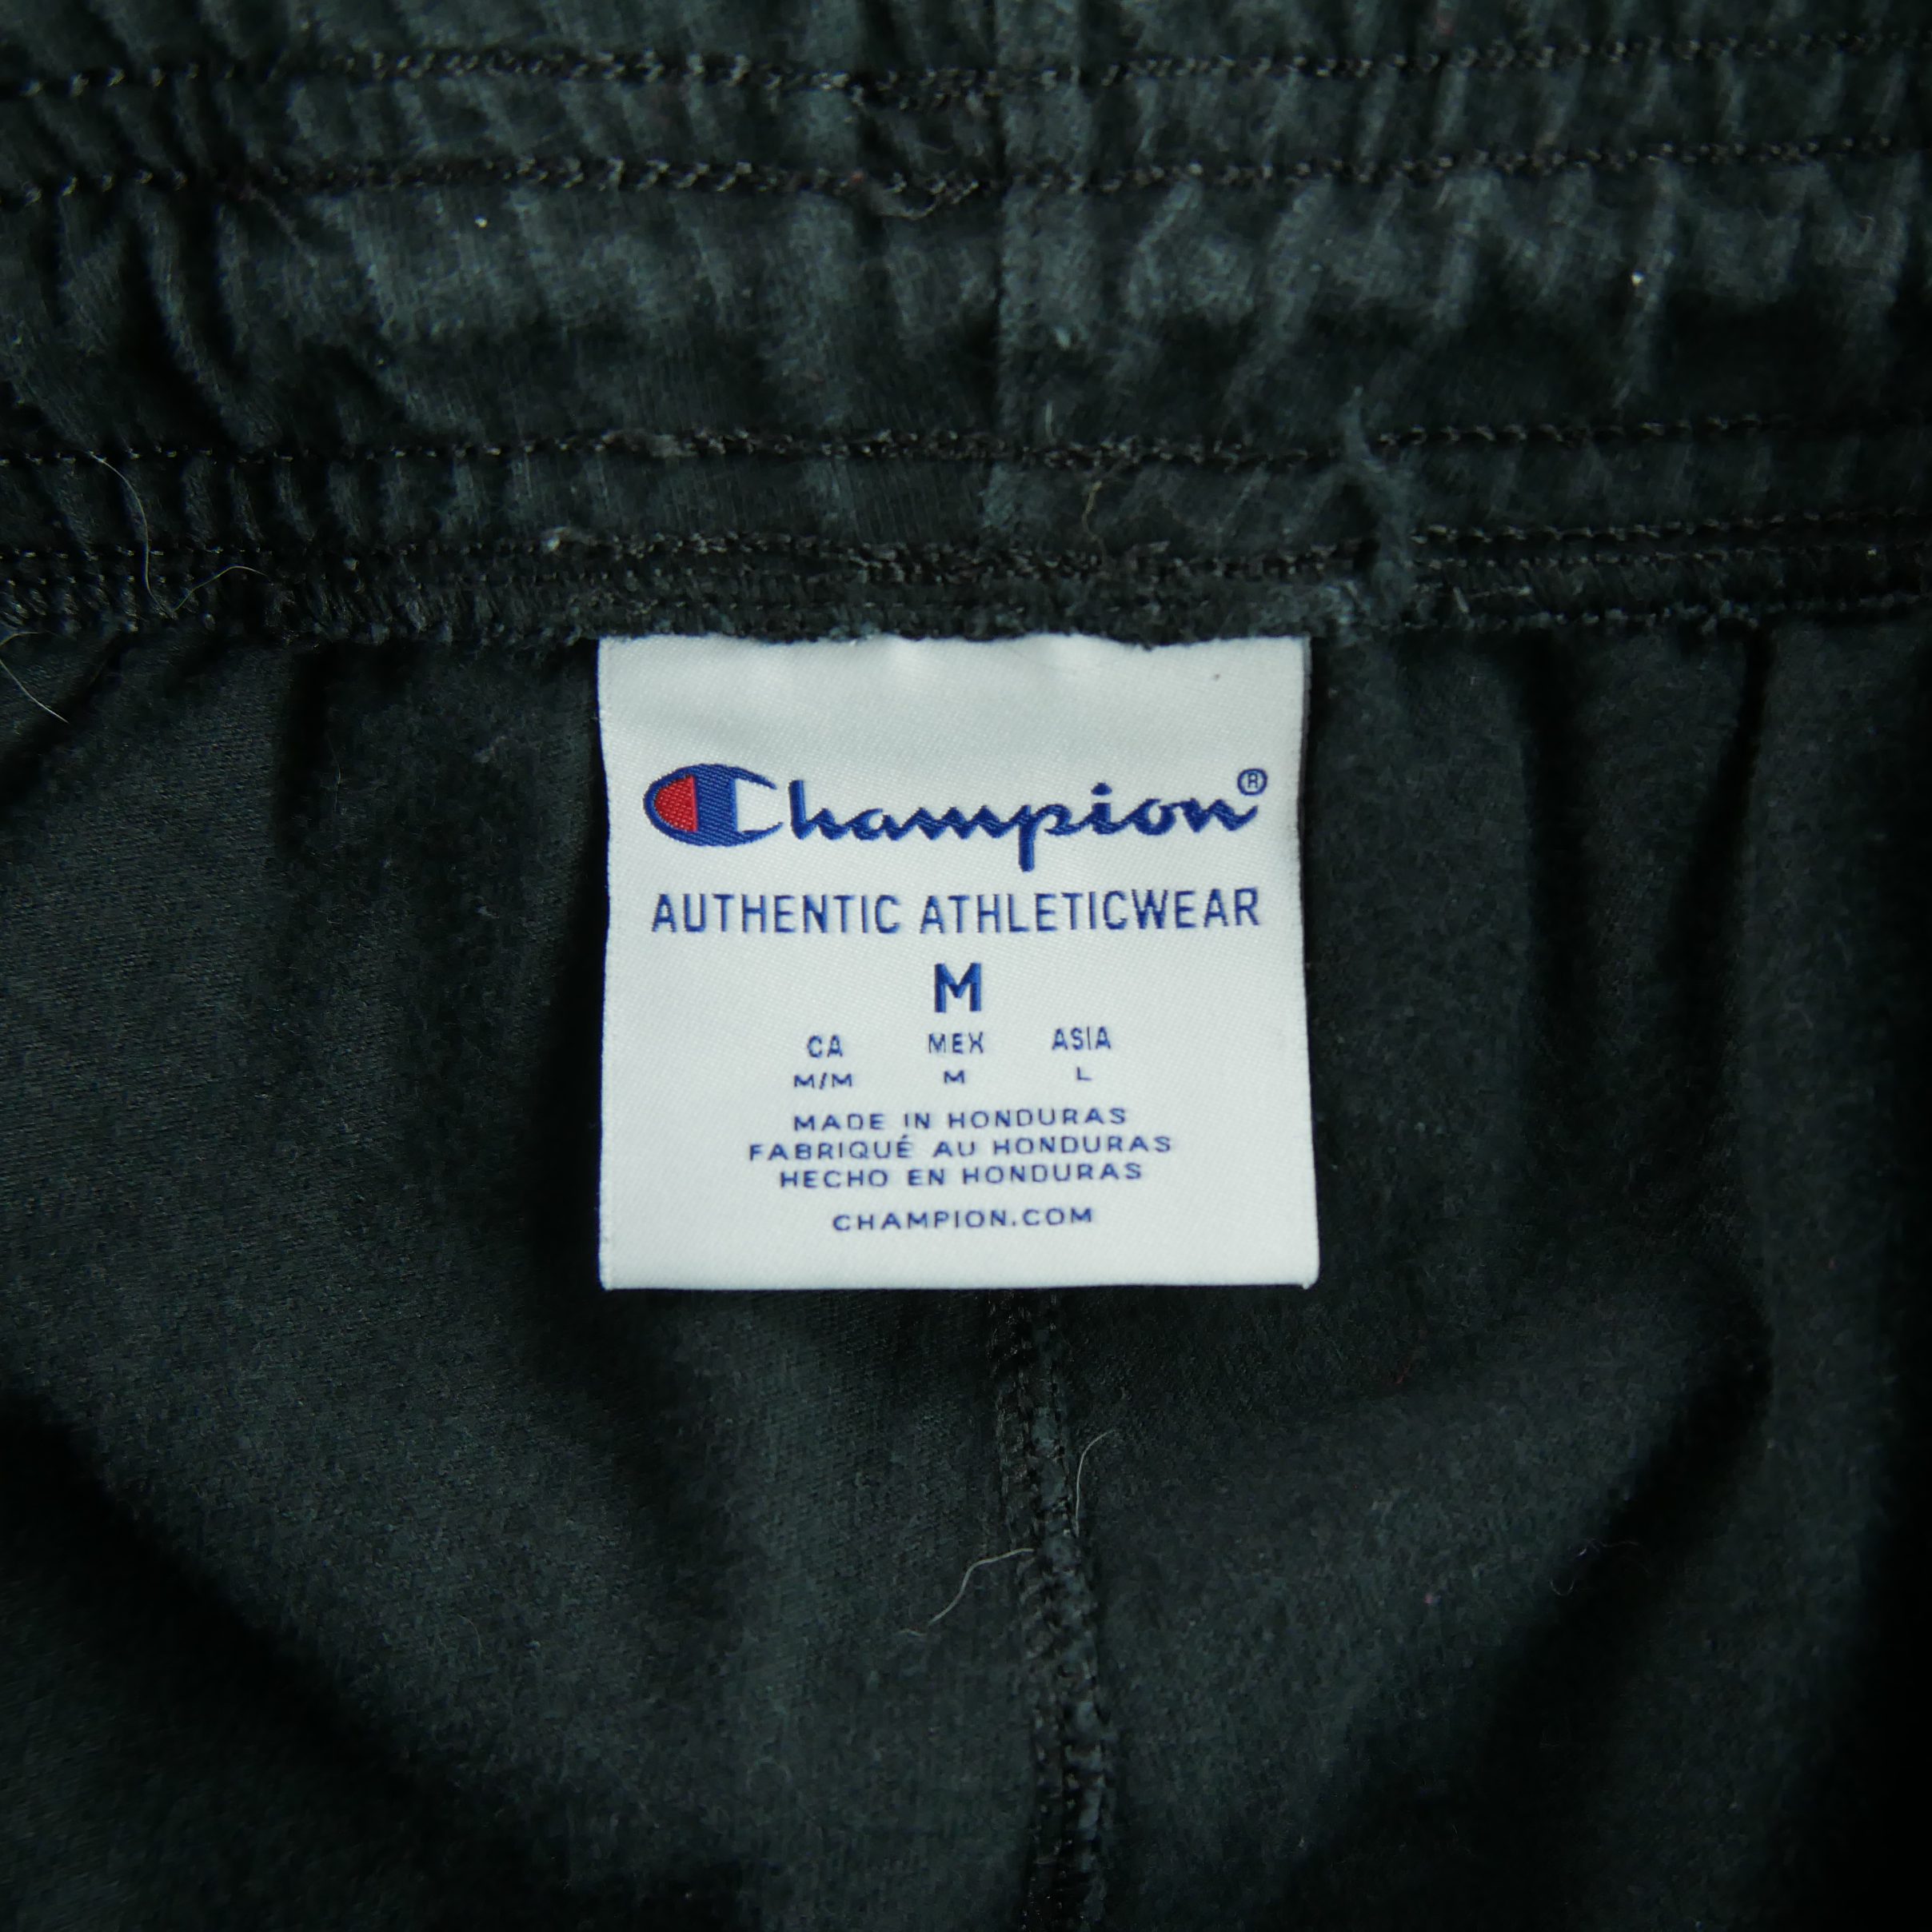 Champion®
AUTHENTIC ATHLETICWEAR
M
CA MEX ASIA
M/M M L
MADE IN HONDURAS
FABRIQUÉ AU HONDURAS
HECHO EN HONDURAS
CHAMPION.COM